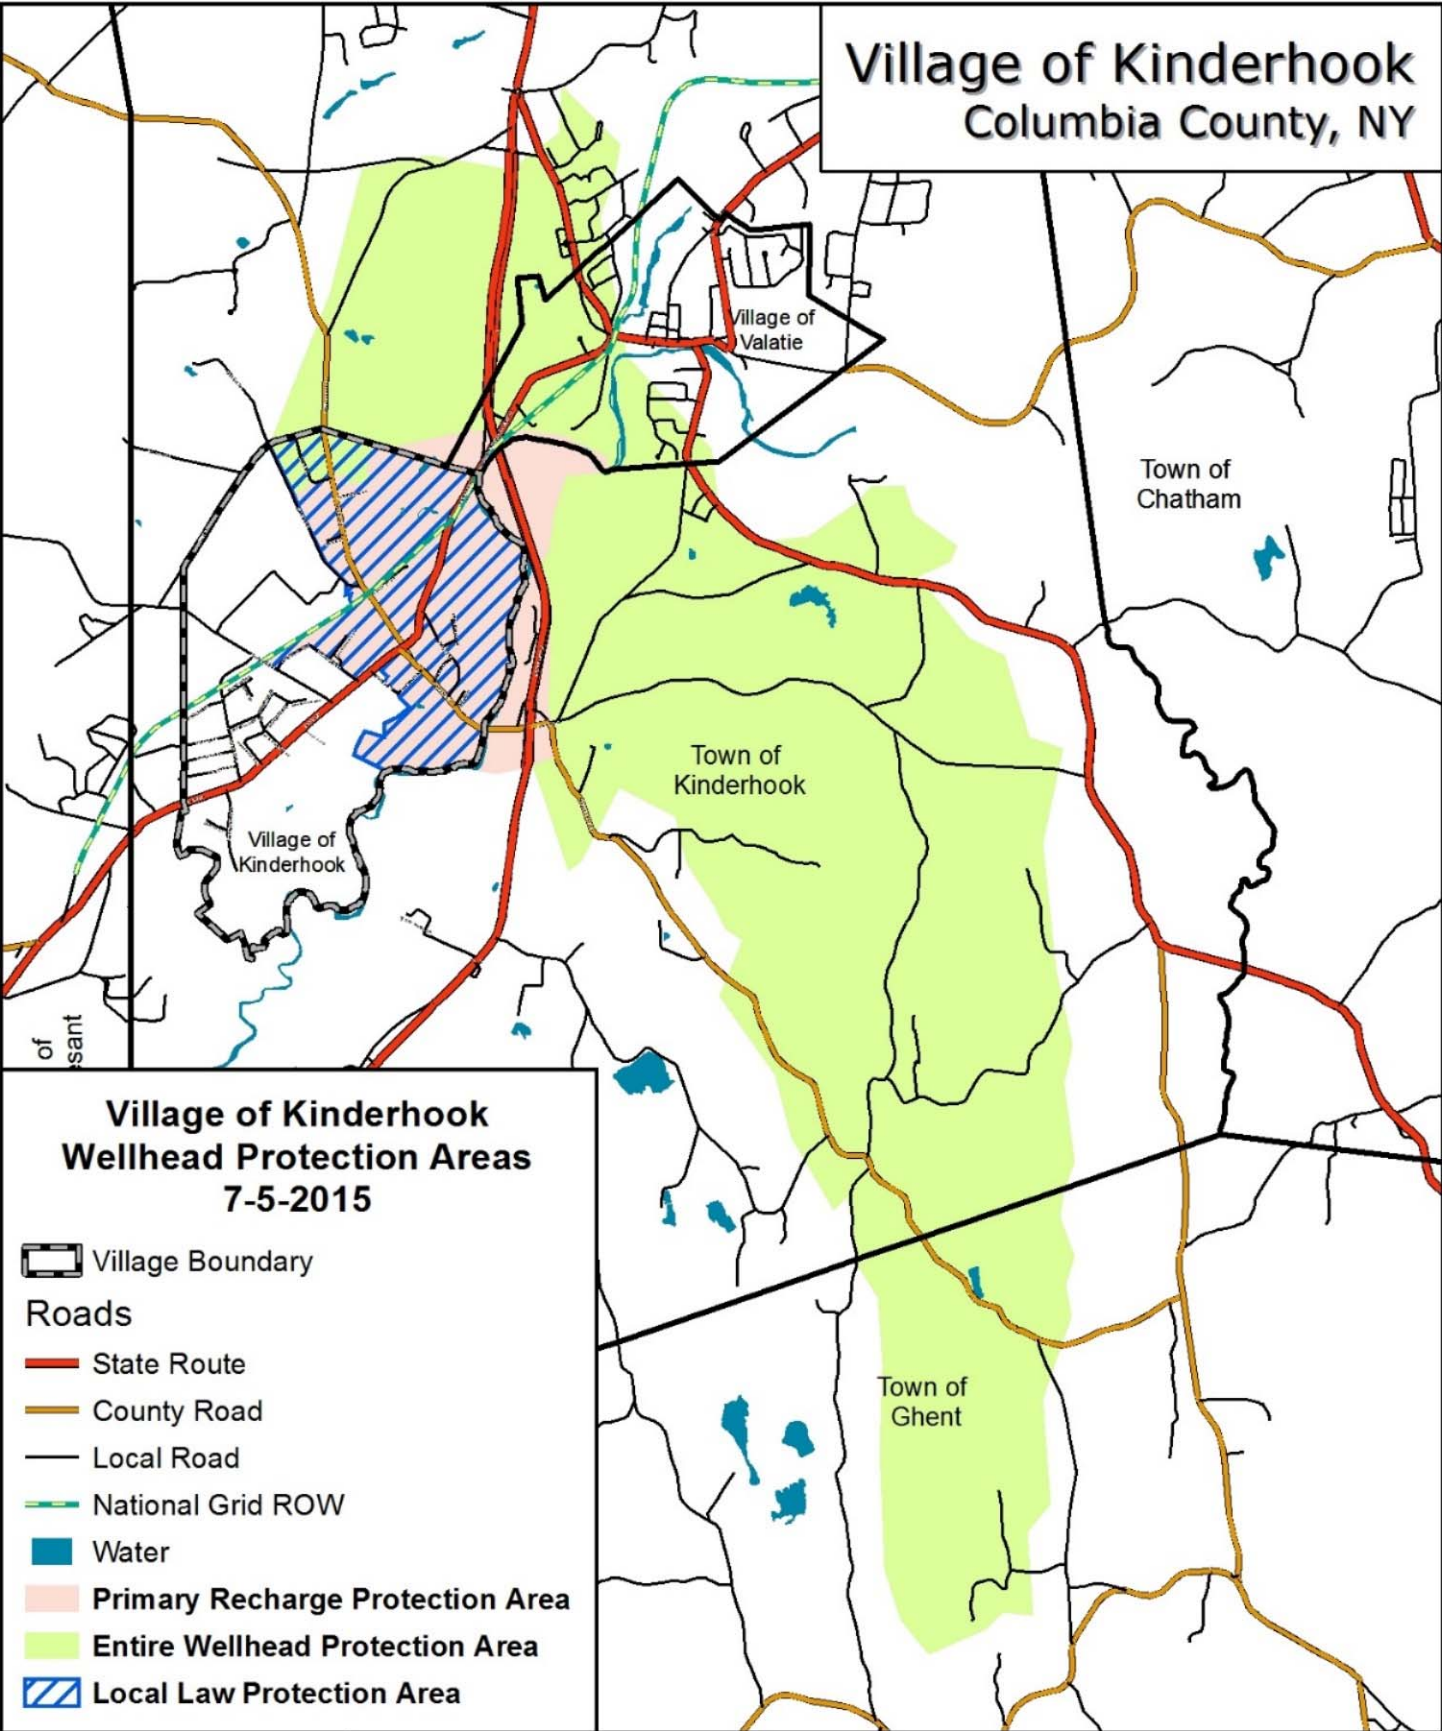 Village of Kinderhook
Columbia County, NY
Village of
Valatie
Town of
Chatham
Town of
Kinderhook
Village of
Kinderhook
of
esant
Town of
Ghent
Village of Kinderhook
Wellhead Protection Areas
7-5-2015
Village Boundary
Roads
State Route
County Road
Local Road
National Grid ROW
Water
Primary Recharge Protection Area
Entire Wellhead Protection Area
Local Law Protection Area